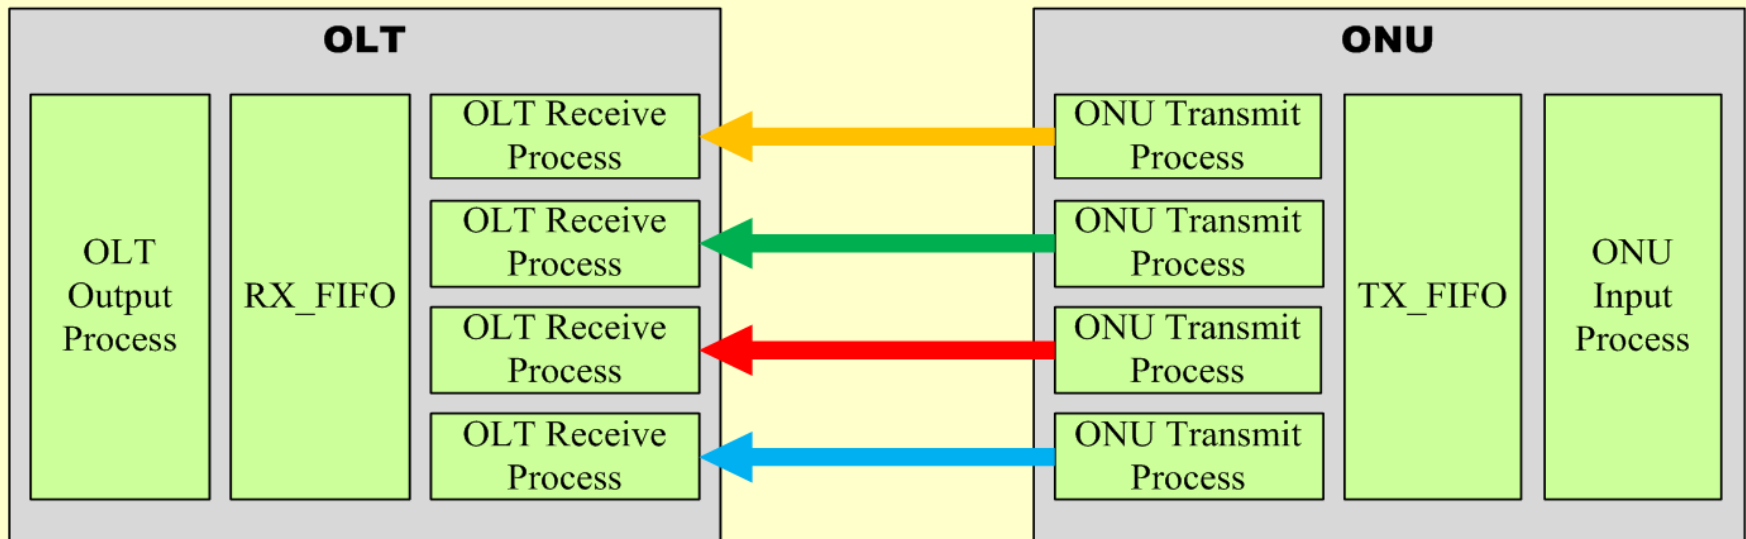 OLT
OLT
Output
Process
RX_FIFO
OLT Receive
Process
OLT Receive
Process
OLT Receive
Process
OLT Receive
Process
ONU
ONU Transmit
Process
ONU Transmit
Process
ONU Transmit
Process
ONU Transmit
Process
TX_FIFO
ONU
Input
Process